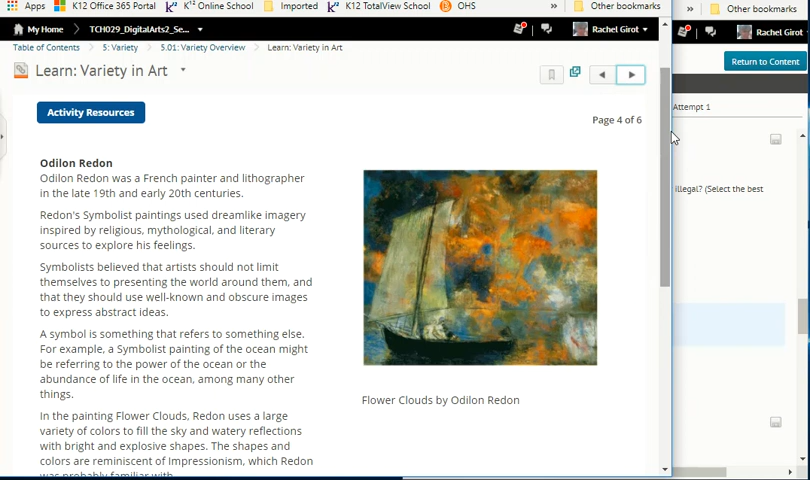 Apps K12 Office 365 Portal K¹² Online School Imported K12 TotalView School OHS » Other bookmarks
» Other bookmarks
My Home TCH029_DigitalArts2_Se... Rachel Girot
Rachel Girot
Table of Contents > 5: Variety > 5.01: Variety Overview > Learn: Variety in Art
Return to Content
Learn: Variety in Art
Attempt 1
Activity Resources
Page 4 of 6
Odilon Redon
Odilon Redon was a French painter and lithographer
in the late 19th and early 20th centuries.
illegal? (Select the best
Redon's Symbolist paintings used dreamlike imagery
inspired by religious, mythological, and literary
sources to explore his feelings.
Symbolists believed that artists should not limit
themselves to presenting the world around them, and
that they should use well-known and obscure images
to express abstract ideas.
A symbol is something that refers to something else.
For example, a Symbolist painting of the ocean might
be referring to the power of the ocean or the
abundance of life in the ocean, among many other
things.
Flower Clouds by Odilon Redon
In the painting Flower Clouds, Redon uses a large
variety of colors to fill the sky and watery reflections
with bright and explosive shapes. The shapes and
colors are reminiscent of Impressionism, which Redon
was probably familiar with.